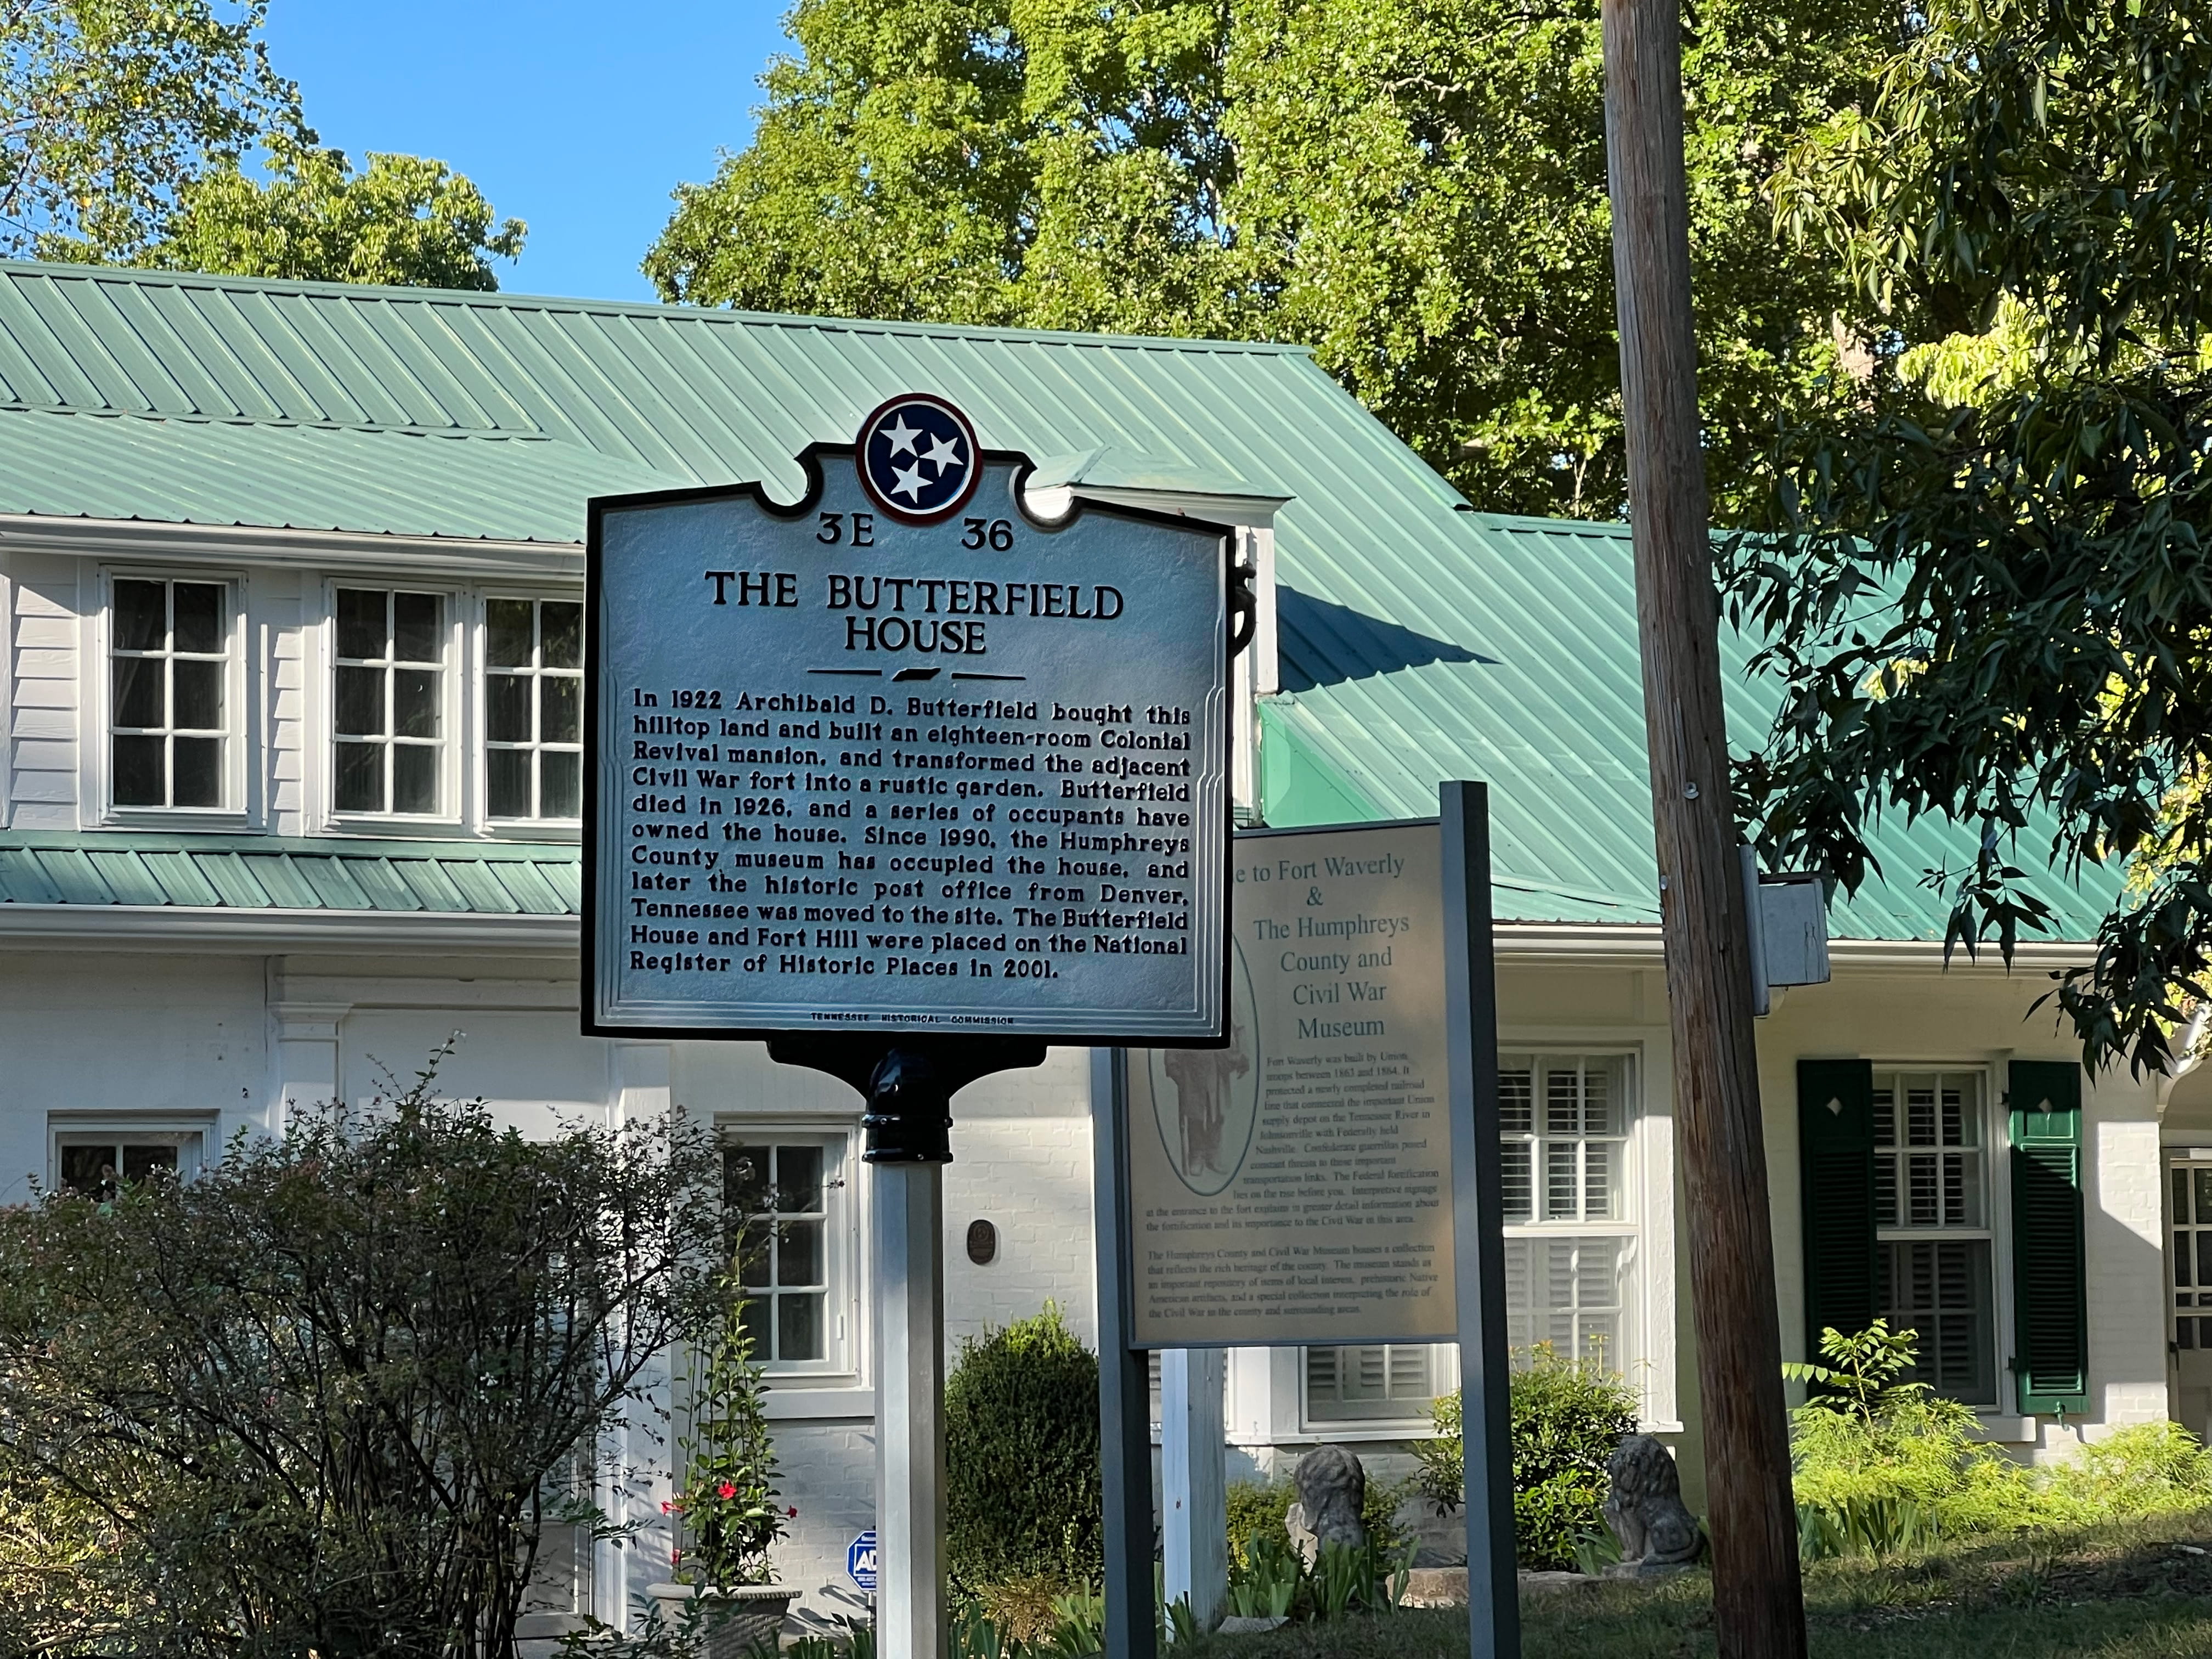 3E 36
THE BUTTERFIELD
HOUSE
In 1922 Archibald D. Butterfield bought this
hilltop land and built an eighteen-room Colonial
Revival mansion, and transformed the adjacent
Civil War fort into a rustic garden. Butterfield
died in 1926, and a series of occupants have
owned the house. Since 1990, the Humphreys
County museum has occupied the house, and
later the historic post office from Denver,
Tennessee was moved to the site. The Butterfield
House and Fort Hill were placed on the National
Register of Historic Places in 2001.
TENNESSEE HISTORICAL COMMISSION
e to Fort Waverly
&
The Humphreys
County and
Civil War
Museum
Fort Waverly was built by Union
troops between 1863 and 1864. It
protected a newly completed railroad
line that connected the important Union
supply depot on the Tennessee River in
Johnsonville with Federally held
Nashville. Confederate guerrillas posed
constant threats to these important
transportation links. The Federal fortification
lies on the rise before you. Interpretive signage
at the entrance to the fort explains in greater detail information about
the fortification and its importance to the Civil War in this area.
The Humphreys County and Civil War Museum houses a collection
that reflects the rich heritage of the county. The museum stands as
an important repository of items of local interest, prehistoric Native
American artifacts, and a special collection interpreting the role of
the Civil War in the county and surrounding areas.
AD